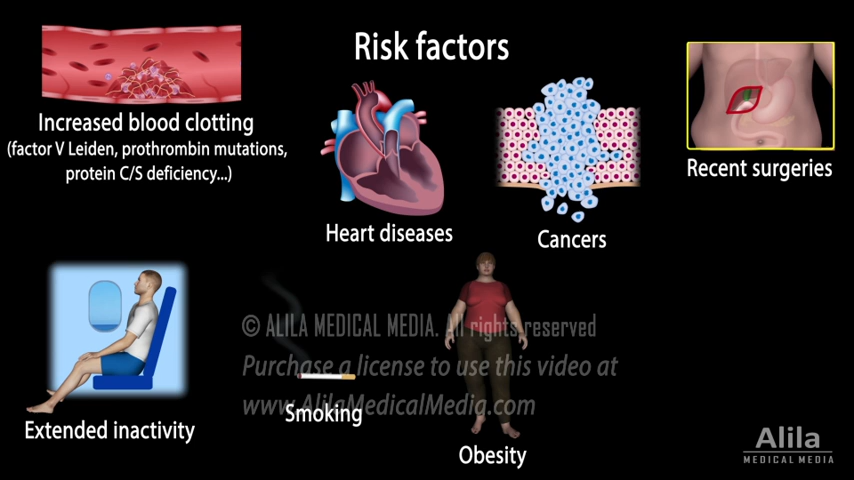 Risk factors
Increased blood clotting
(factor V Leiden, prothrombin mutations,
protein C/S deficiency...)
Heart diseases
Cancers
Recent surgeries
Extended inactivity
Smoking
Obesity
© ALILA MEDICAL MEDIA. All rights reserved
Purchase a license to use this video at
www.AlilaMedicalMedia.com
Alila
MEDICAL MEDIA